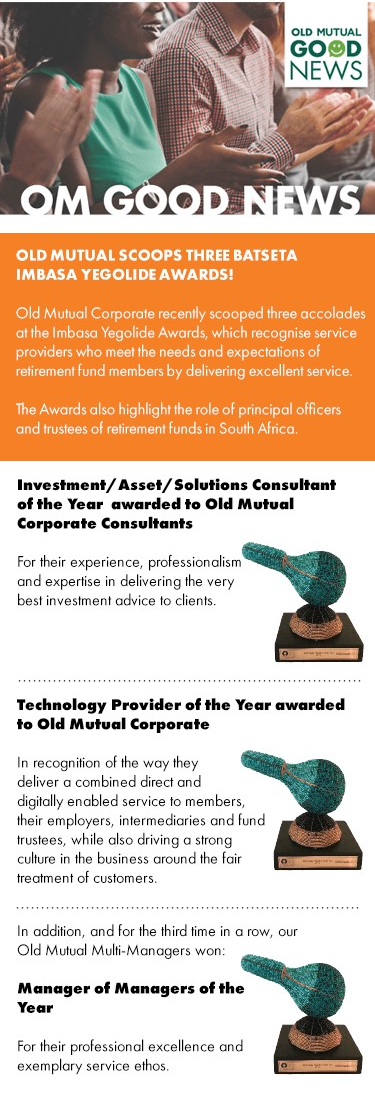 OLD MUTUAL
GOOD
NEWS
OM GOOD NEWS
OLD MUTUAL SCOOPS THREE BATSETA
IMBASA YEGOLIDE AWARDS!
Old Mutual Corporate recently scooped three accolades
at the Imbasa Yegolide Awards, which recognise service
providers who meet the needs and expectations of
retirement fund members by delivering excellent service.
The Awards also highlight the role of principal officers
and trustees of retirement funds in South Africa.
Investment/Asset/Solutions Consultant
of the Year awarded to Old Mutual
Corporate Consultants
For their experience, professionalism
and expertise in delivering the very
best investment advice to clients.
Technology Provider of the Year awarded
to Old Mutual Corporate
In recognition of the way they
deliver a combined direct and
digitally enabled service to members,
their employers, intermediaries and fund
trustees, while also driving a strong
culture in the business around the fair
treatment of customers.
In addition, and for the third time in a row, our
Old Mutual Multi-Managers won:
Manager of Managers of the
Year
For their professional excellence and
exemplary service ethos.